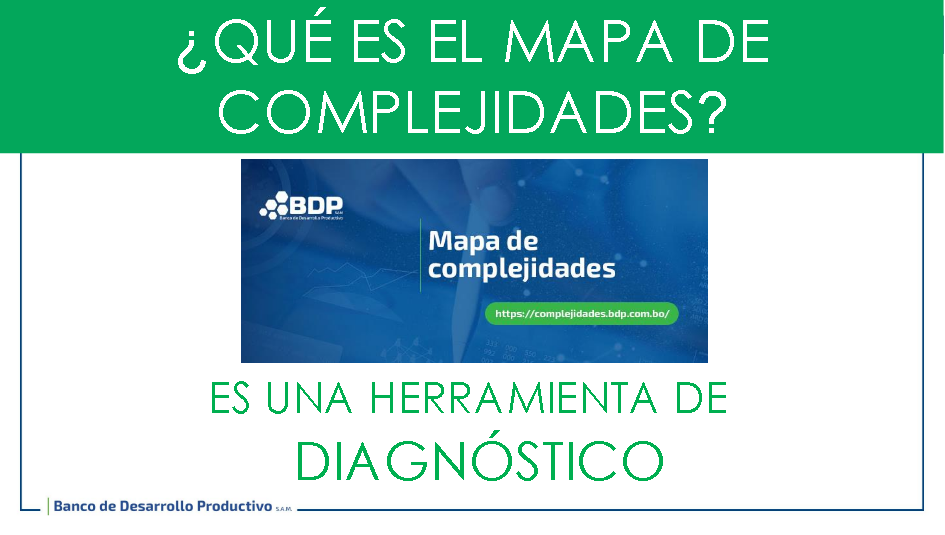 ¿QUÉ ES EL MAPA DE
COMPLEJIDADES?
BDP
S.A.M.
Banco de Desarrollo Productivo
Mapa de
complejidades
https://complejidades.bdp.com.bo/
ES UNA HERRAMIENTA DE
DIAGNÓSTICO
Banco de Desarrollo Productivo S.A.M.